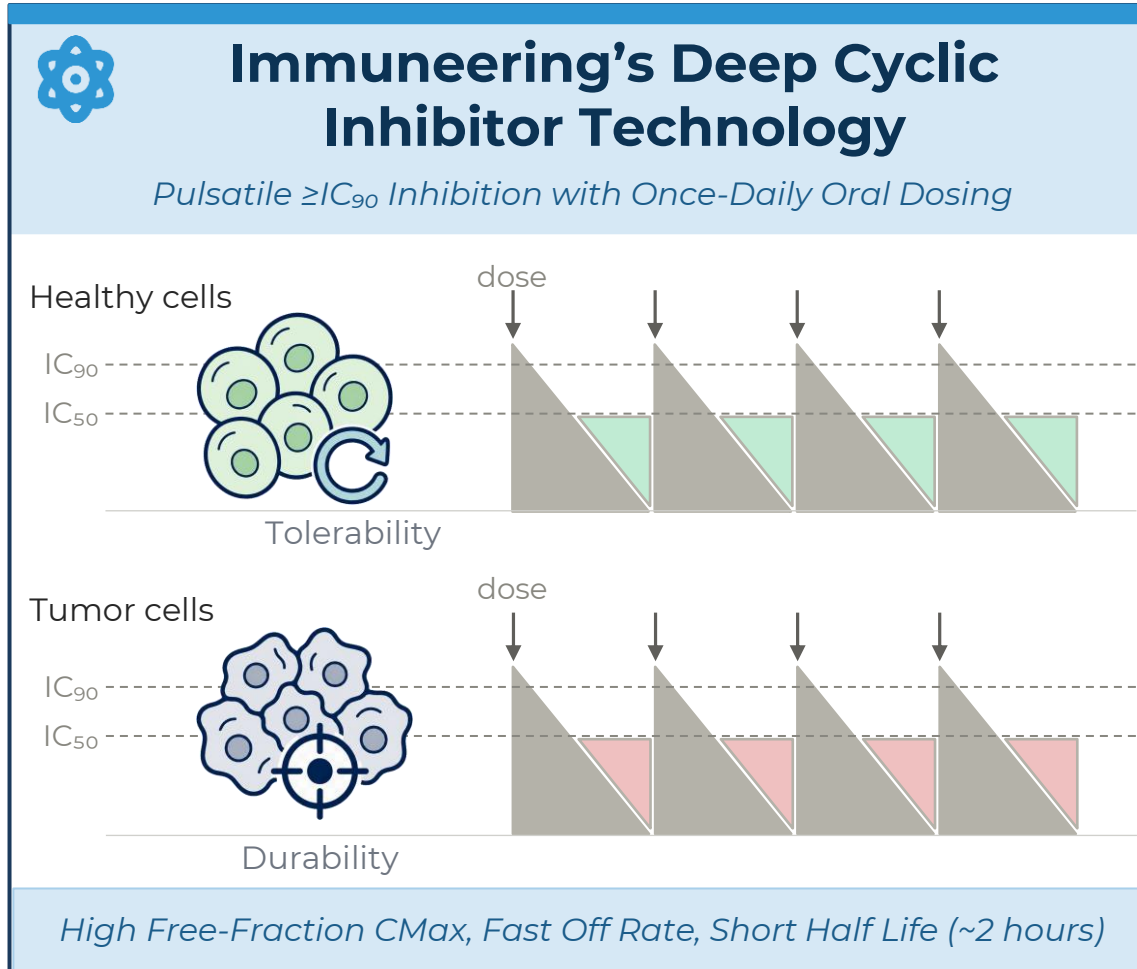 Immuneering’s Deep Cyclic
Inhibitor Technology
Pulsatile ≥IC₉₀ Inhibition with Once-Daily Oral Dosing
dose
Healthy cells
IC₉₀
IC₅₀
Tolerability
dose
Tumor cells
IC₉₀
IC₅₀
Durability
High Free-Fraction CMax, Fast Off Rate, Short Half Life (~2 hours)